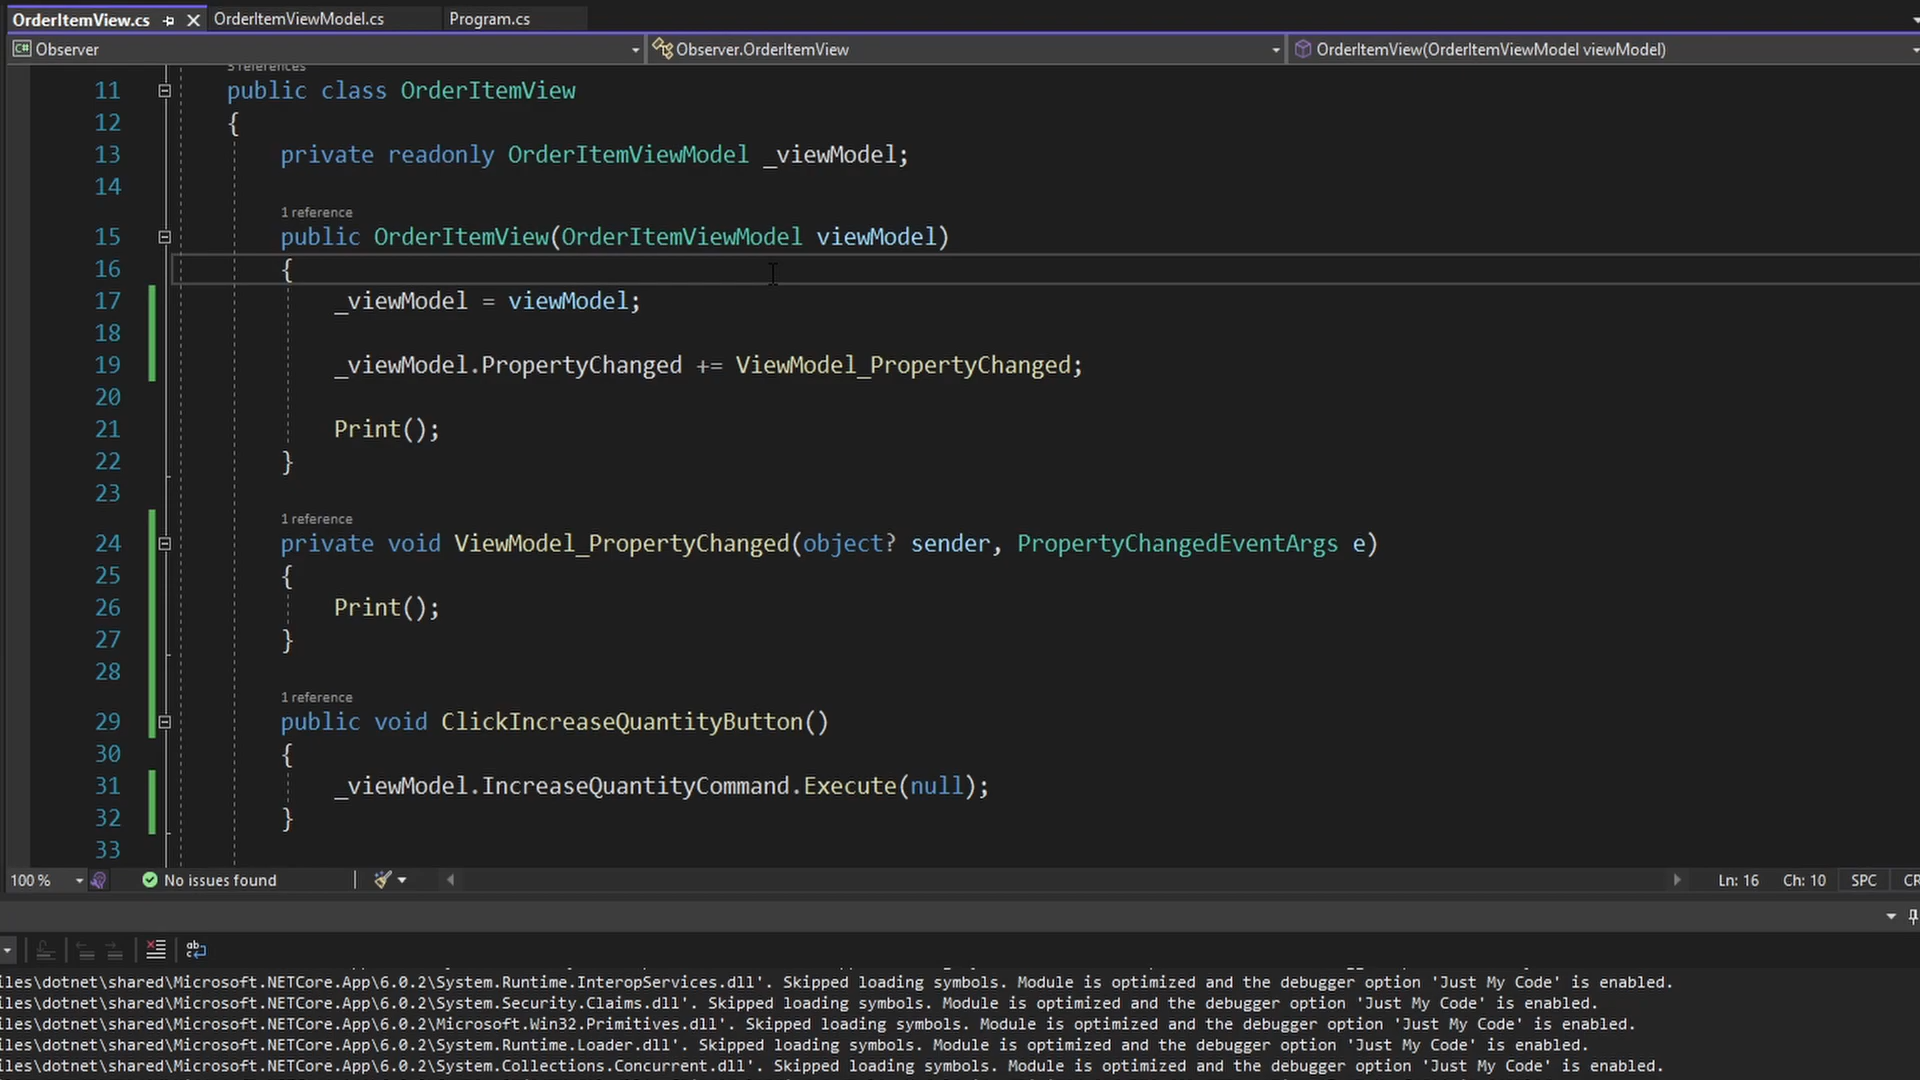 OrderItemView.cs OrderItemViewModel.cs Program.cs
C# Observer Observer.OrderItemView OrderItemView(OrderItemViewModel viewModel)
3 references
11 public class OrderItemView
12 {
13 private readonly OrderItemViewModel _viewModel;
14
1 reference
15 public OrderItemView(OrderItemViewModel viewModel)
16 {
17 _viewModel = viewModel;
18
19 _viewModel.PropertyChanged += ViewModel_PropertyChanged;
20
21 Print();
22 }
23
1 reference
24 private void ViewModel_PropertyChanged(object? sender, PropertyChangedEventArgs e)
25 {
26 Print();
27 }
28
1 reference
29 public void ClickIncreaseQuantityButton()
30 {
31 _viewModel.IncreaseQuantityCommand.Execute(null);
32 }
33
100 % No issues found Ln: 16 Ch: 10 SPC CR
iles\dotnet\shared\Microsoft.NETCore.App\6.0.2\System.Runtime.InteropServices.dll'. Skipped loading symbols. Module is optimized and the debugger option 'Just My Code' is enabled.
iles\dotnet\shared\Microsoft.NETCore.App\6.0.2\System.Security.Claims.dll'. Skipped loading symbols. Module is optimized and the debugger option 'Just My Code' is enabled.
iles\dotnet\shared\Microsoft.NETCore.App\6.0.2\Microsoft.Win32.Primitives.dll'. Skipped loading symbols. Module is optimized and the debugger option 'Just My Code' is enabled.
iles\dotnet\shared\Microsoft.NETCore.App\6.0.2\System.Runtime.Loader.dll'. Skipped loading symbols. Module is optimized and the debugger option 'Just My Code' is enabled.
iles\dotnet\shared\Microsoft.NETCore.App\6.0.2\System.Collections.Concurrent.dll'. Skipped loading symbols. Module is optimized and the debugger option 'Just My Code' is enabled.